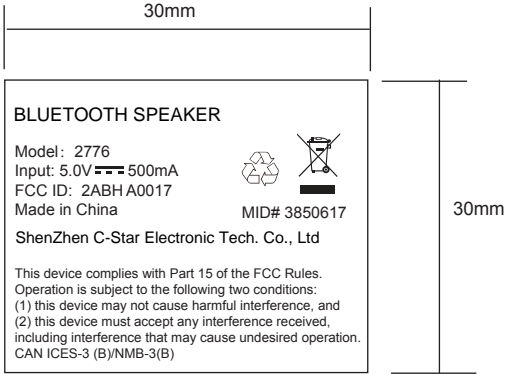 30mm
BLUETOOTH SPEAKER
Model: 2776
Input: 5.0V 500mA
FCC ID: 2ABH A0017
Made in China
MID# 3850617
30mm
ShenZhen C-Star Electronic Tech. Co., Ltd
This device complies with Part 15 of the FCC Rules.
Operation is subject to the following two conditions:
(1) this device may not cause harmful interference, and
(2) this device must accept any interference received,
including interference that may cause undesired operation.
CAN ICES-3 (B)/NMB-3(B)